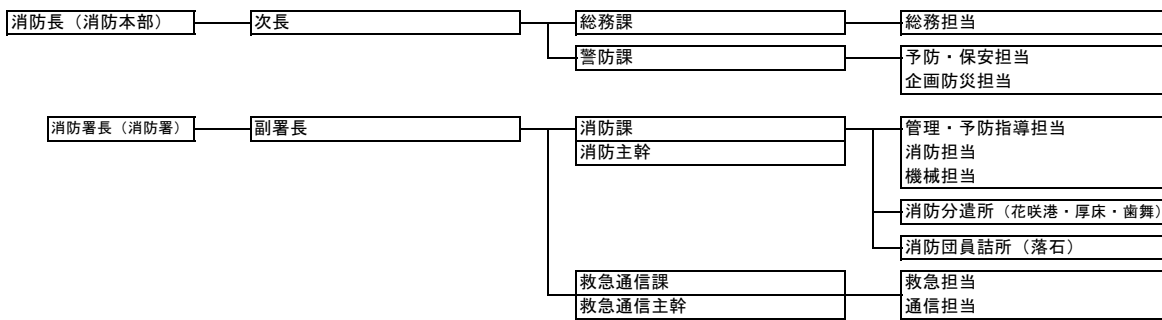 消防長（消防本部） 次長 総務課 総務担当
警防課 予防・保安担当
企画防災担当
消防署長（消防署） 副署長 消防課 管理・予防指導担当
消防主幹 消防担当
機械担当
消防分遣所（花咲港・厚床・歯舞）
消防団員詰所（落石）
救急通信課 救急担当
救急通信主幹 通信担当